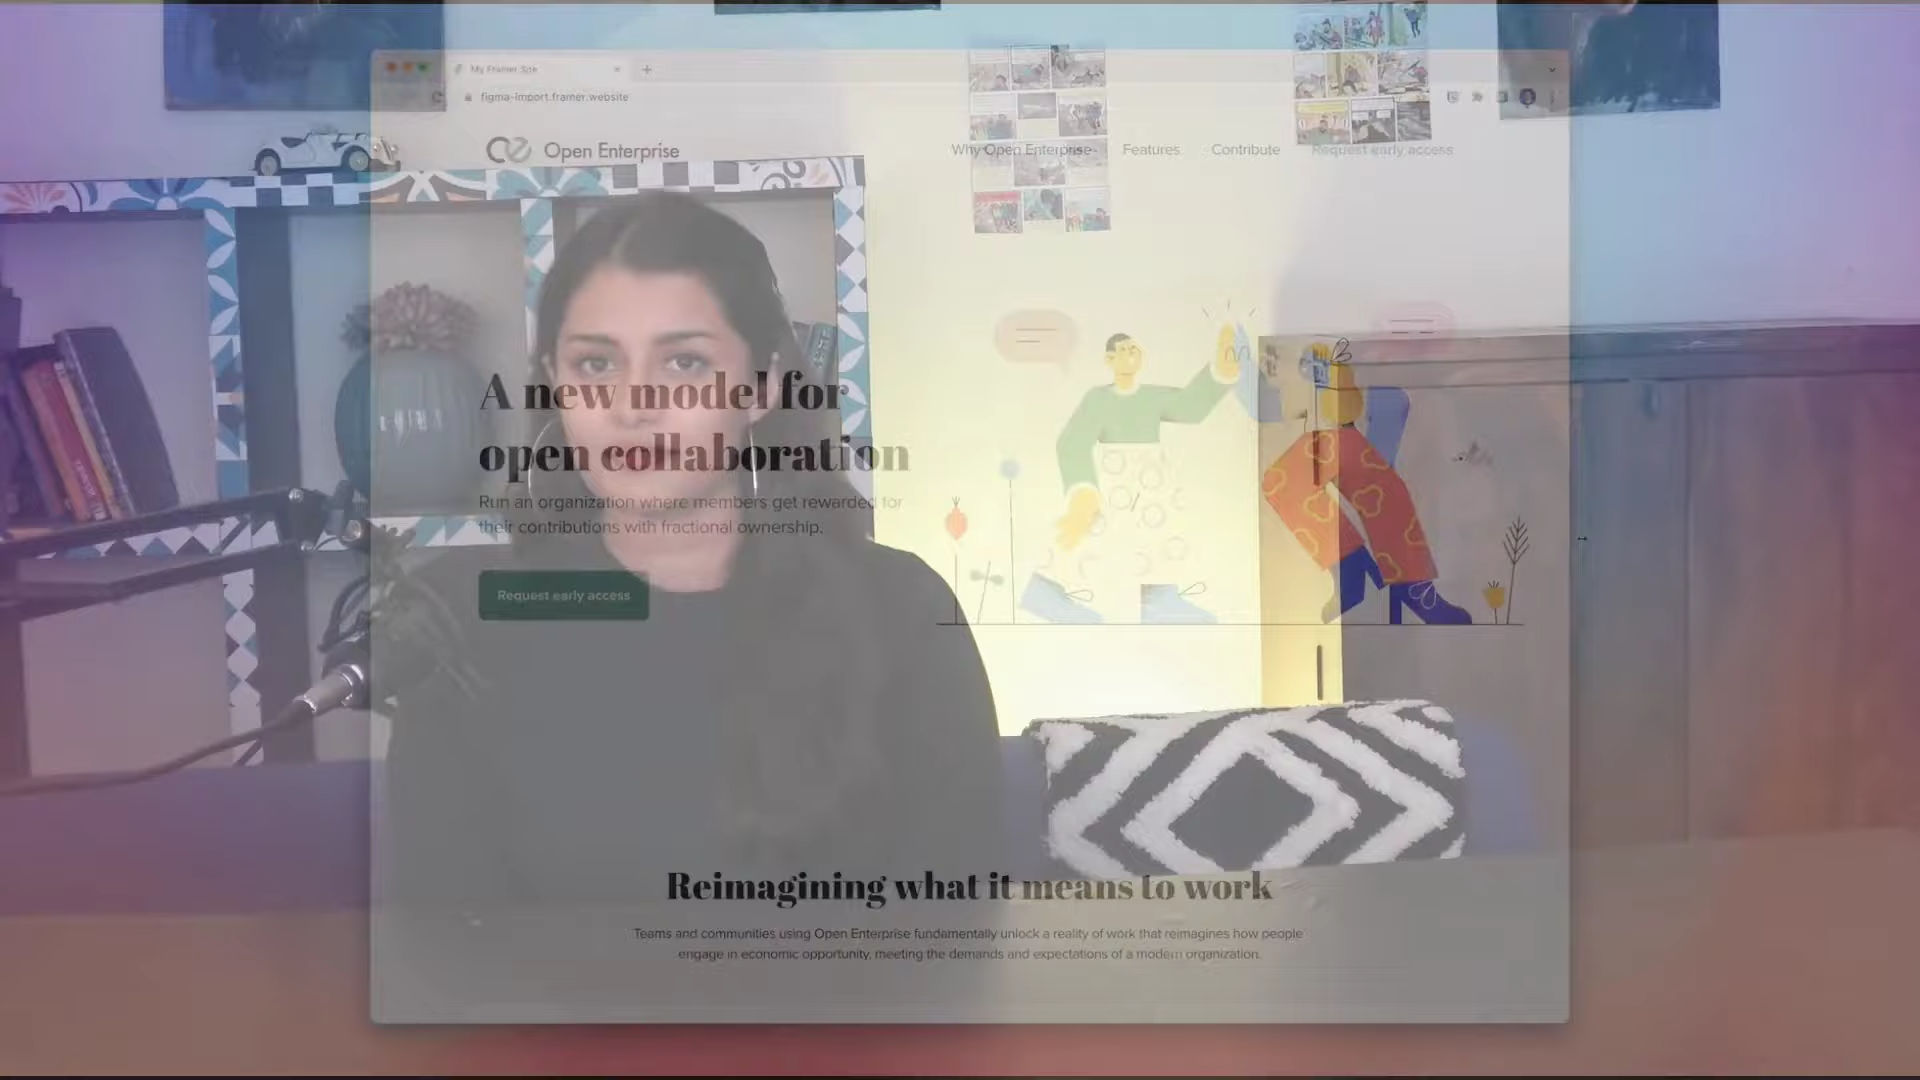 My Framer Site
figma-import.framer.website
Open Enterprise
Why Open Enterprise
Features
Contribute
Request early access
A new model for
open collaboration
Run an organization where members get rewarded for
their contributions with fractional ownership.
Request early access
Reimagining what it means to work
Teams and communities using Open Enterprise fundamentally unlock a reality of work that reimagines how people
engage in economic opportunity, meeting the demands and expectations of a modern organization.